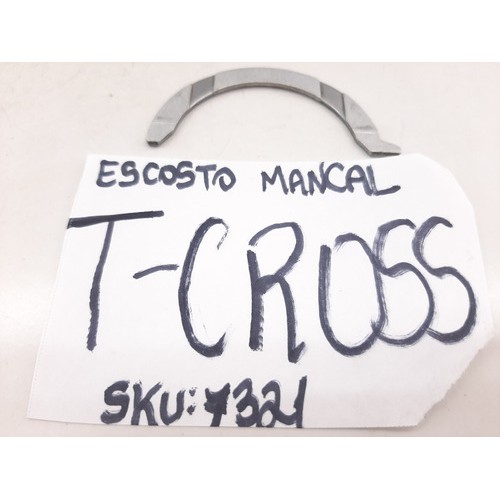 ESCOSTO MANCAL
T-CROSS
SKU: 7321